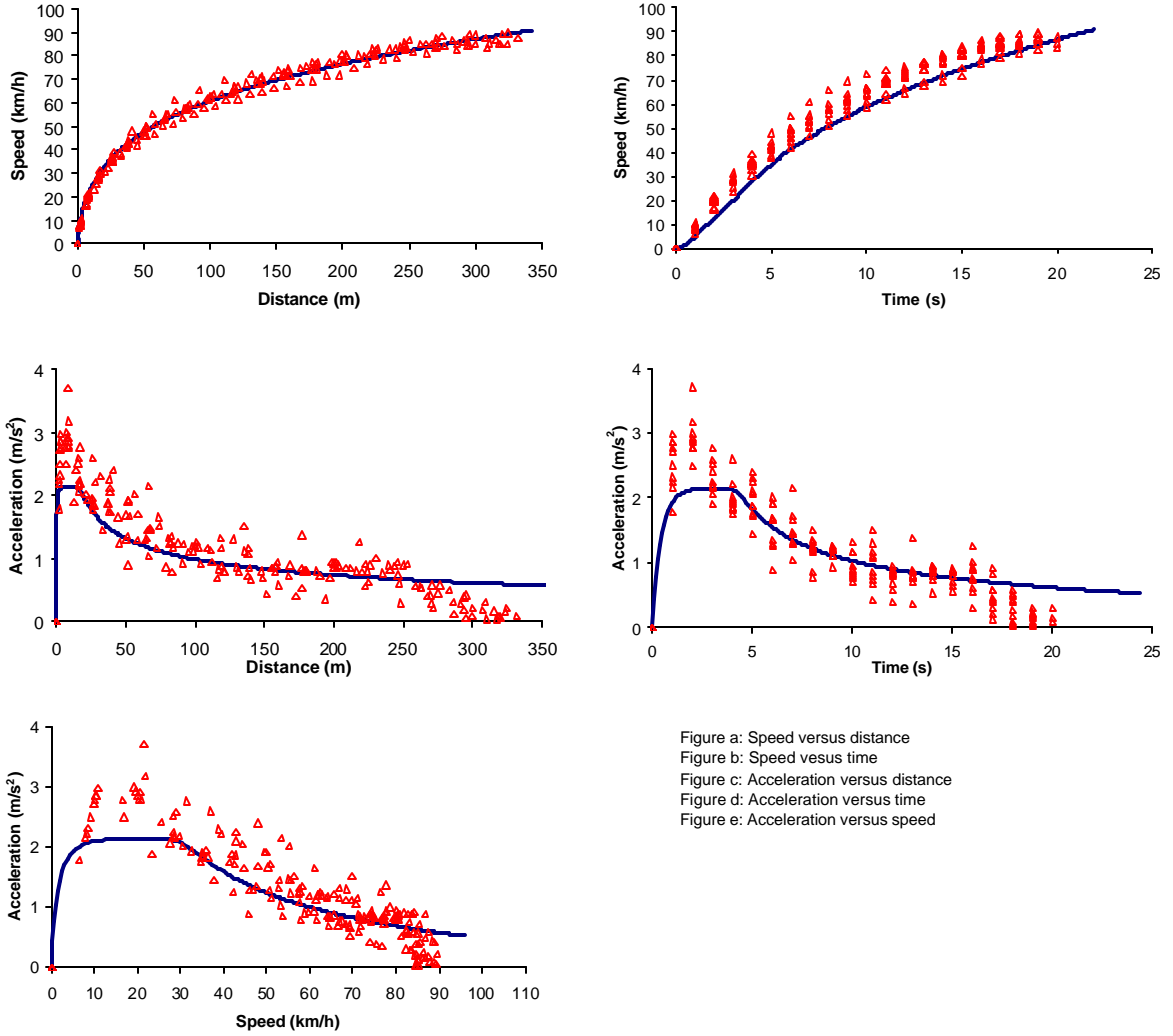 100
90
80
70
60
50
40
30
20
10
0
Speed (km/h)
0 50 100 150 200 250 300 350
Distance (m)
100
90
80
70
60
50
40
30
20
10
0
Speed (km/h)
0 5 10 15 20 25
Time (s)
4
3
2
1
0
Acceleration (m/s²)
0 50 100 150 200 250 300 350
Distance (m)
4
3
2
1
0
Acceleration (m/s²)
0 5 10 15 20 25
Time (s)
4
3
2
1
0
Acceleration (m/s²)
0 10 20 30 40 50 60 70 80 90 100 110
Speed (km/h)
Figure a: Speed versus distance
Figure b: Speed vesus time
Figure c: Acceleration versus distance
Figure d: Acceleration versus time
Figure e: Acceleration versus speed